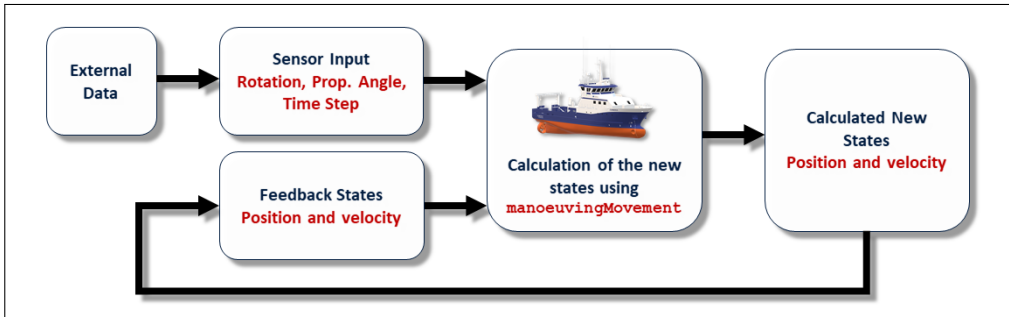 External
Data
Sensor Input
Rotation, Prop. Angle,
Time Step
Feedback States
Position and velocity
Calculation of the new
states using
manoeuvingMovement
Calculated New
States
Position and velocity